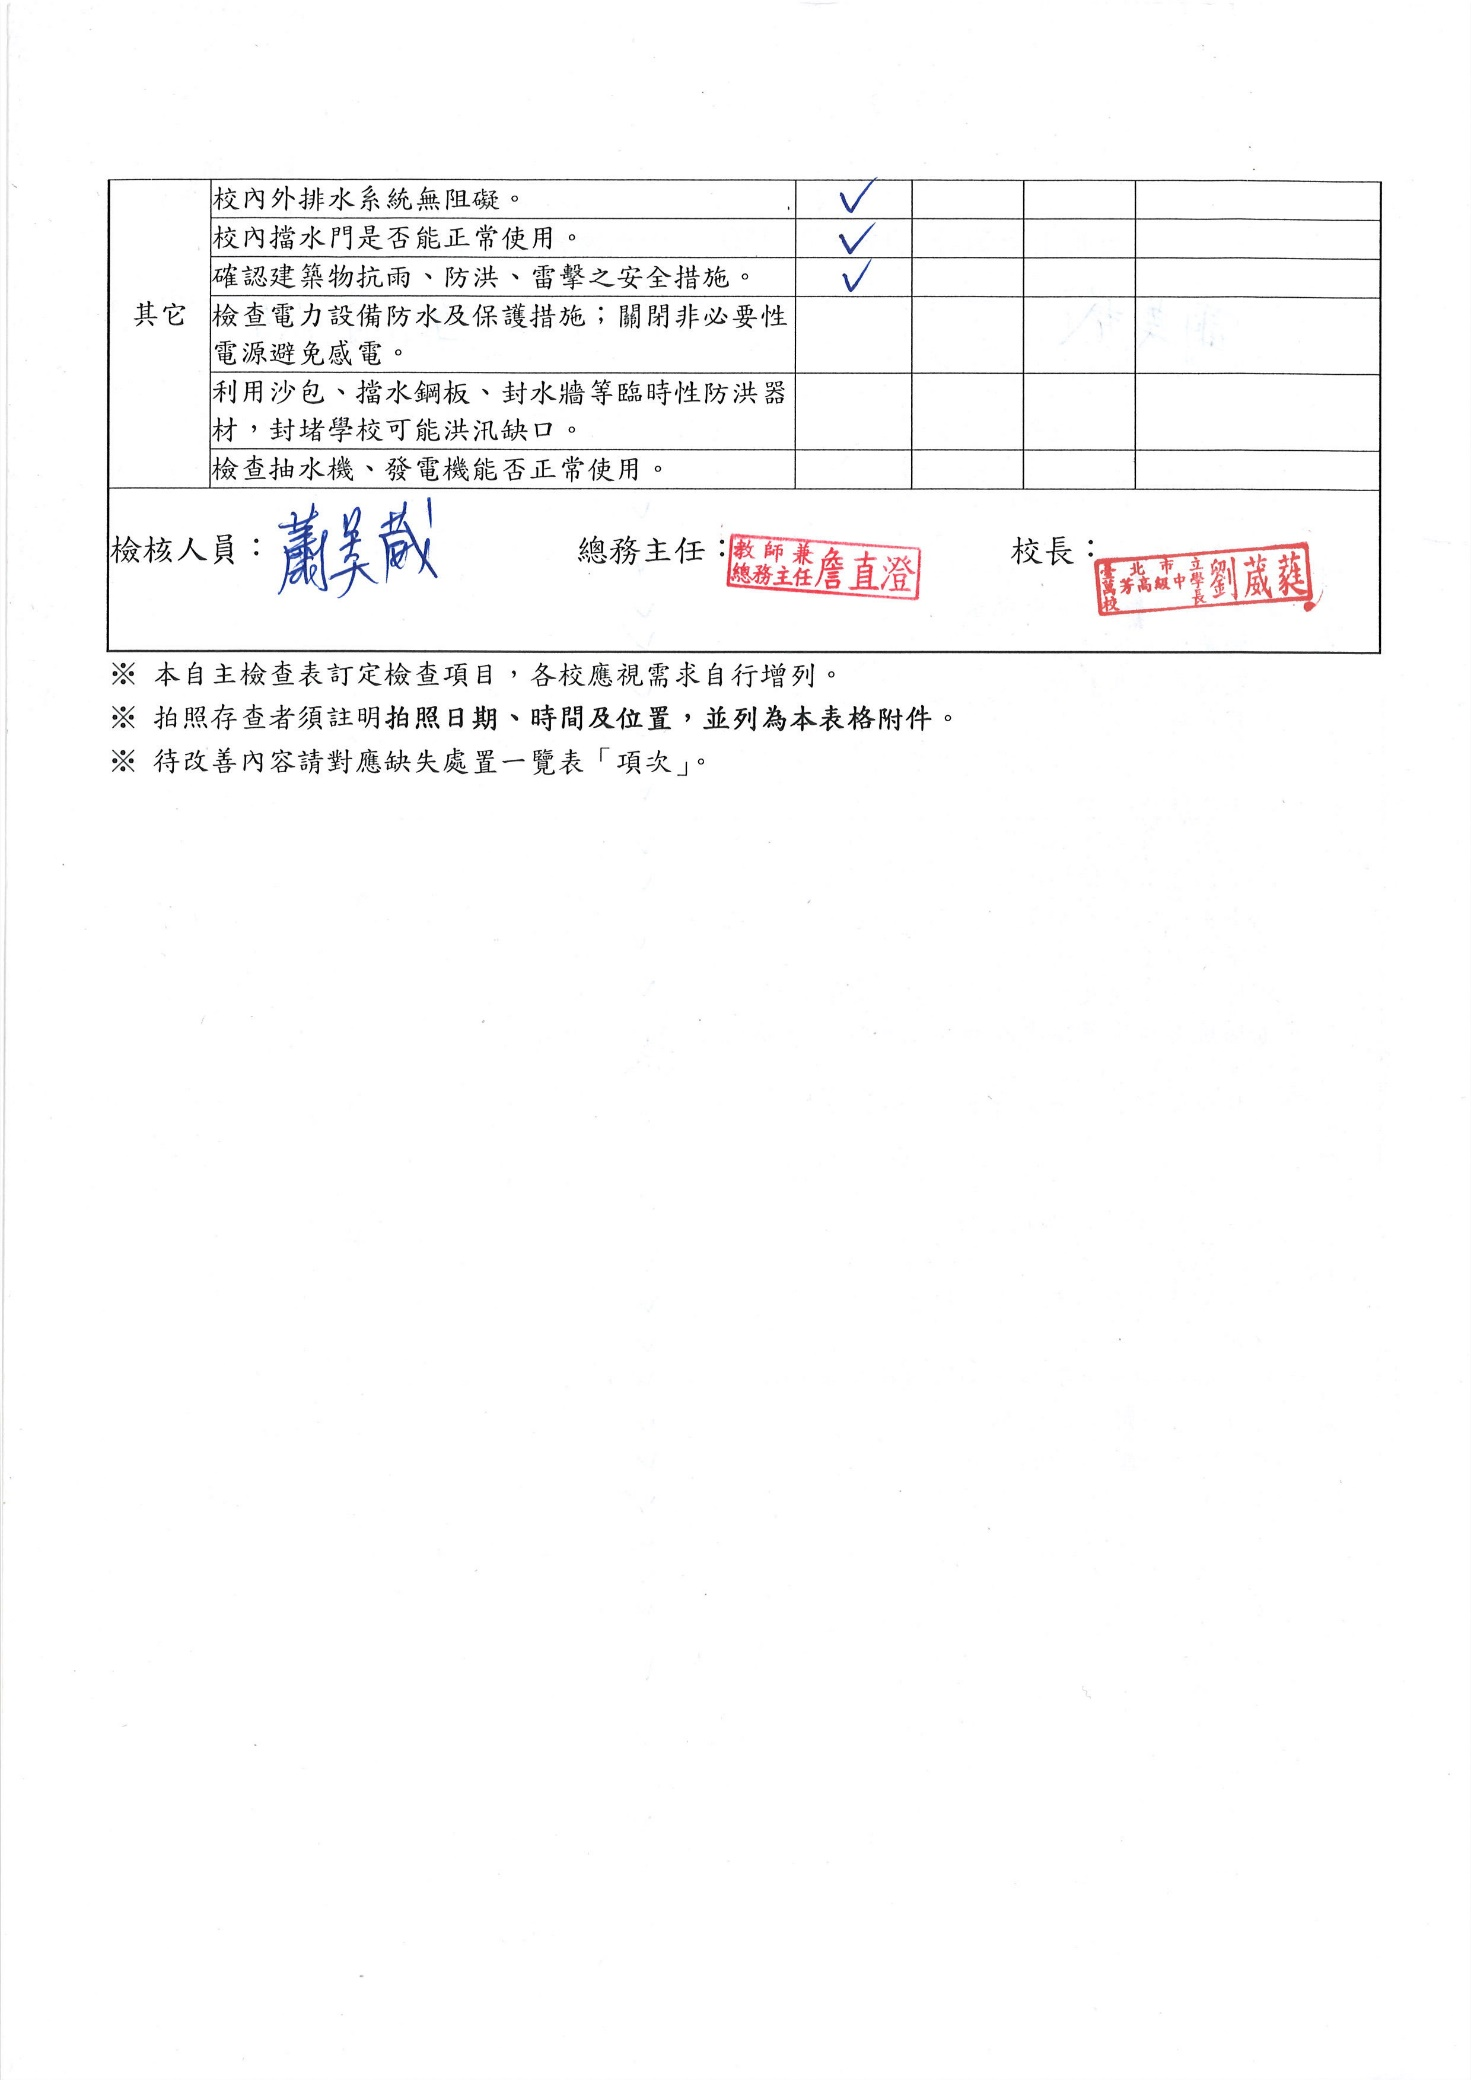 校內外排水系統無阻礙。 ✓
校內擋水門是否能正常使用。 ✓
確認建築物抗雨、防洪、雷擊之安全措施。 ✓
其它
檢查電力設備防水及保護措施；關閉非必要性
電源避免感電。
利用沙包、擋水鋼板、封水牆等臨時性防洪器
材，封堵學校可能洪汛缺口。
檢查抽水機、發電機能否正常使用。
檢核人員： 蕭美葳
總務主任： 教師兼 總務主任 詹直澄
校長： 臺北市立萬芳高級中學校長 劉葳蕤
※ 本自主檢查表訂定檢查項目，各校應視需求自行增列。
※ 拍照存查者須註明拍照日期、時間及位置，並列為本表格附件。
※ 待改善內容請對應缺失處置一覽表「項次」。